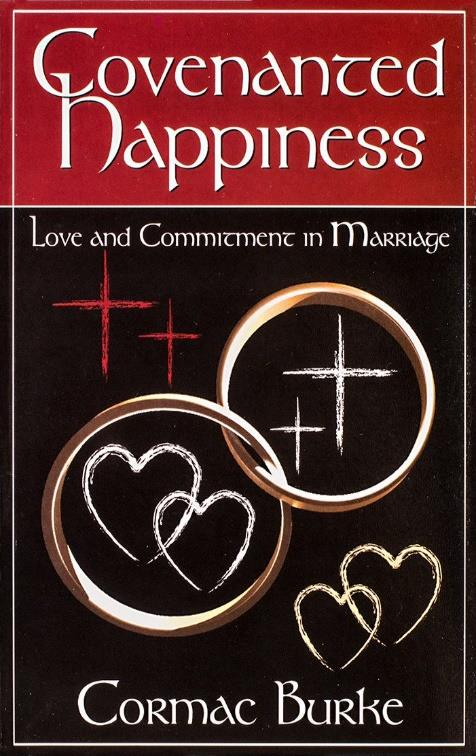 Covenanted
Happiness
Love and Commitment in Marriage
Cormac Burke